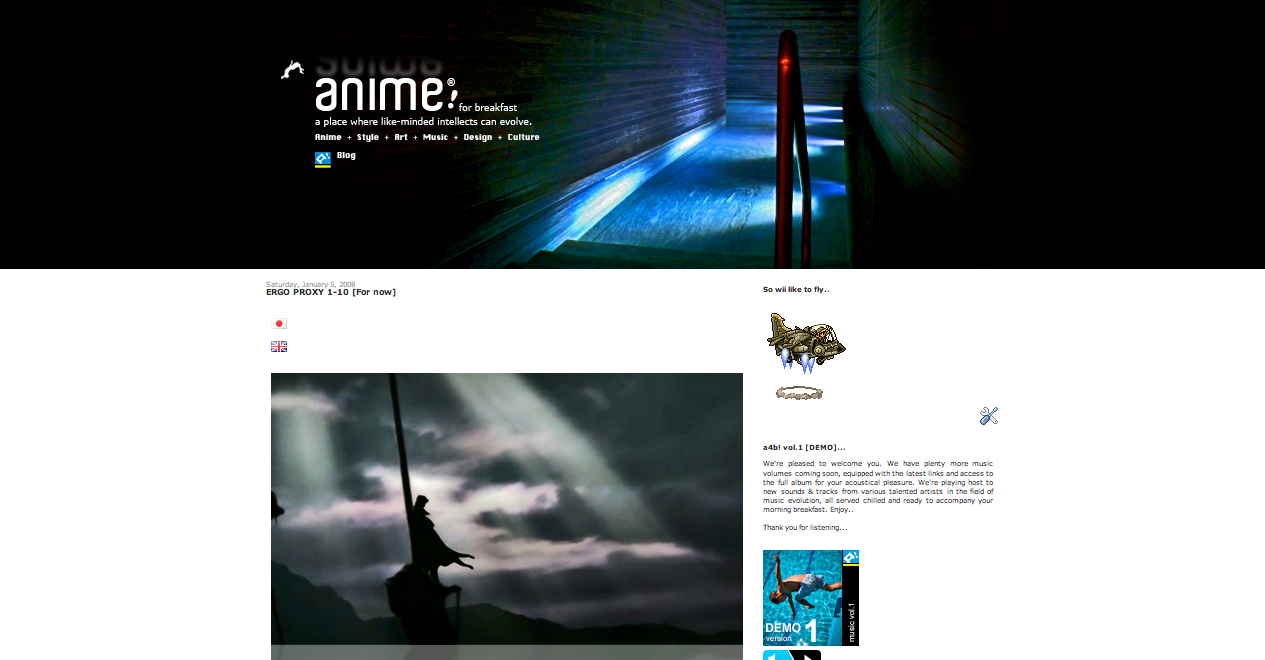 anime!® for breakfast
a place where like-minded intellects can evolve.
Anime + Style + Art + Music + Design + Culture
Blog
Saturday, January 5, 2008
ERGO PROXY 1-10 [For now]
So wii like to fly..
a4b! vol.1 [DEMO]...
We're pleased to welcome you. We have plenty more music
volumes coming soon, equipped with the latest links and access to
the full album for your acoustical pleasure. We're playing host to
new sounds & tracks from various talented artists in the field of
music evolution, all served chilled and ready to accompany your
morning breakfast. Enjoy..
Thank you for listening...
DEMO 1
version
music vol.1